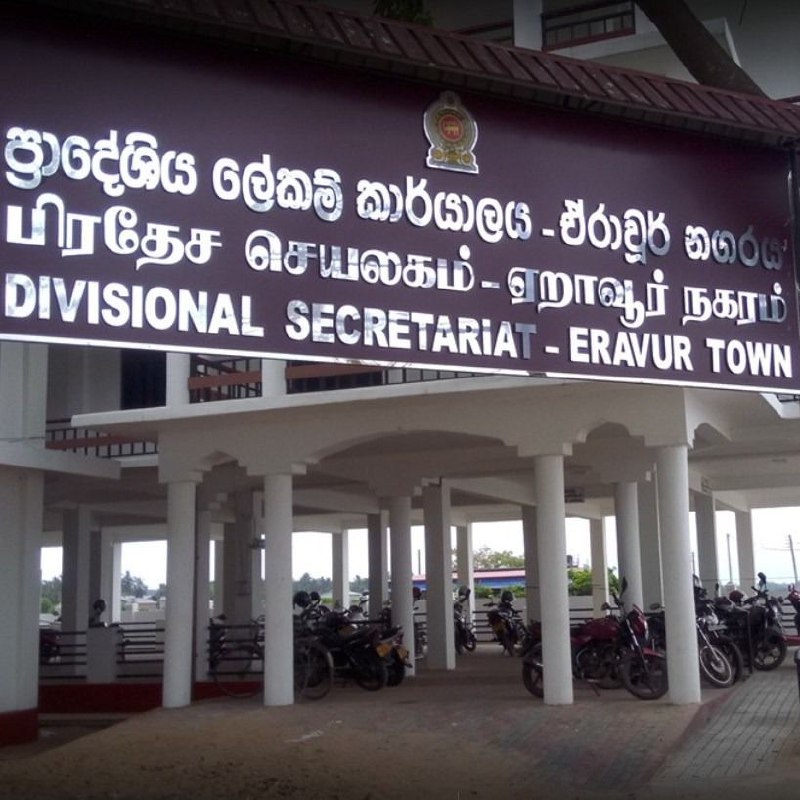 ප්‍රාදේශිය ලේකම් කාර්යාලය - ඒරාවූර් නගරය
பிரதேச செயலகம் - ஏறாவூர் நகரம்
DIVISIONAL SECRETARIAT - ERAVUR TOWN